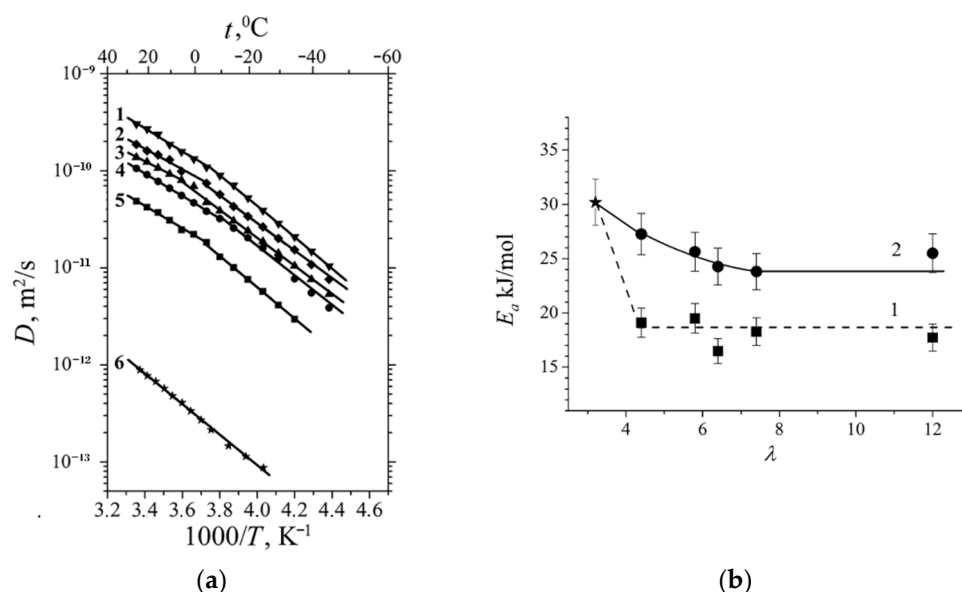 t, ⁰C
40 20 0 −20 −40 −60
10⁻⁹
10⁻¹⁰
10⁻¹¹
10⁻¹²
10⁻¹³
D, m²/s
1
2
3
4
5
6
3.2 3.4 3.6 3.8 4.0 4.2 4.4 4.6
1000/T, K⁻¹
(a)
35
30
25
20
15
Eₐ kJ/mol
2
1
4 6 8 10 12
λ
(b)